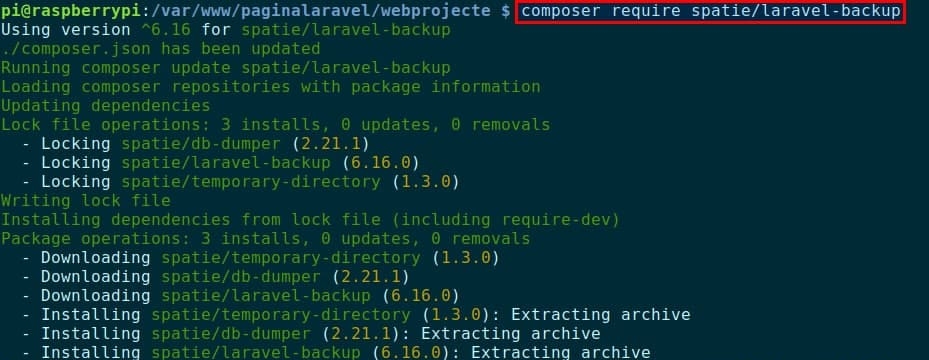 pi@raspberrypi:/var/www/paginalaravel/webprojecte $ composer require spatie/laravel-backup
Using version ^6.16 for spatie/laravel-backup
./composer.json has been updated
Running composer update spatie/laravel-backup
Loading composer repositories with package information
Updating dependencies
Lock file operations: 3 installs, 0 updates, 0 removals
  - Locking spatie/db-dumper (2.21.1)
  - Locking spatie/laravel-backup (6.16.0)
  - Locking spatie/temporary-directory (1.3.0)
Writing lock file
Installing dependencies from lock file (including require-dev)
Package operations: 3 installs, 0 updates, 0 removals
  - Downloading spatie/temporary-directory (1.3.0)
  - Downloading spatie/db-dumper (2.21.1)
  - Downloading spatie/laravel-backup (6.16.0)
  - Installing spatie/temporary-directory (1.3.0): Extracting archive
  - Installing spatie/db-dumper (2.21.1): Extracting archive
  - Installing spatie/laravel-backup (6.16.0): Extracting archive